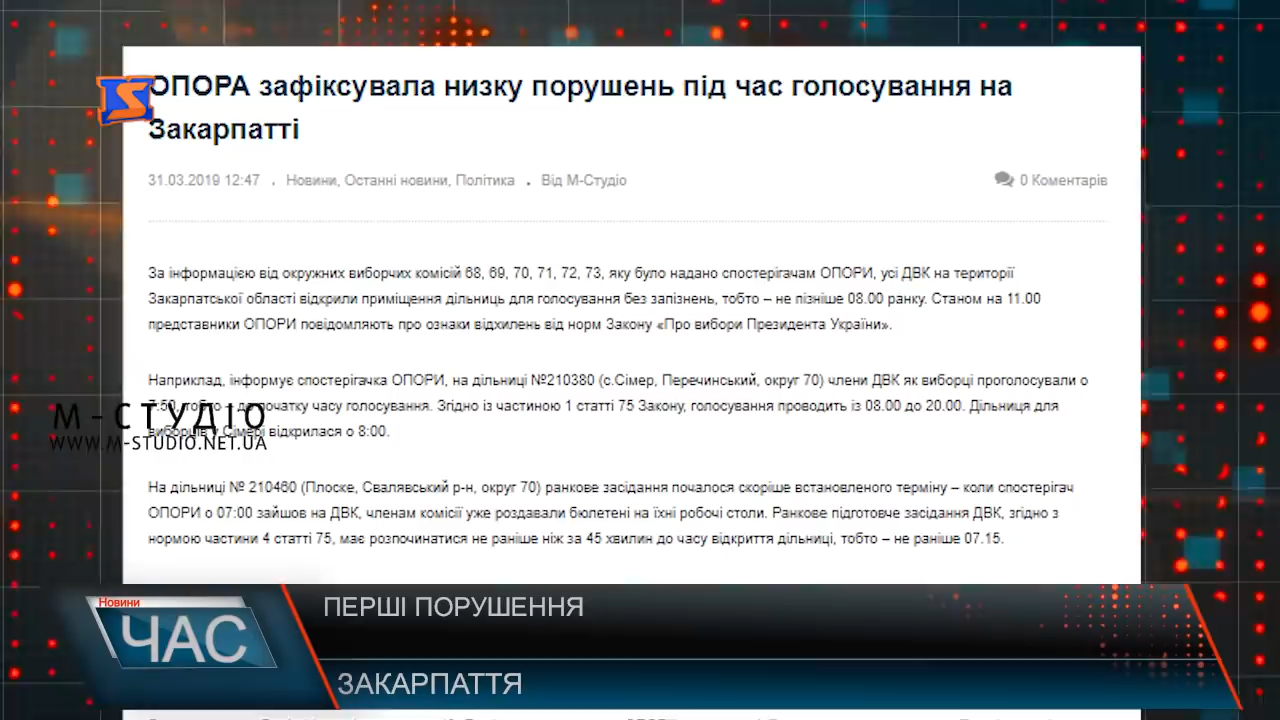 ОПОРА зафіксувала низку порушень під час голосування на
Закарпатті
31.03.2019 12:47 . Новини, Останні новини, Політика . Від М-Студіо
0 Коментарів
За інформацією від окружних виборчих комісій 68, 69, 70, 71, 72, 73, яку було надано спостерігачам ОПОРИ, усі ДВК на території
Закарпатської області відкрили приміщення дільниць для голосування без запізнень, тобто – не пізніше 08.00 ранку. Станом на 11.00
представники ОПОРИ повідомляють про ознаки відхилень від норм Закону «Про вибори Президента України».
Наприклад, інформує спостерігачка ОПОРИ, на дільниці №210380 (с.Сімер, Перечинський, округ 70) члени ДВК як виборці проголосували о
7:50, тобто – до початку часу голосування. Згідно із частиною 1 статті 75 Закону, голосування проводить із 08.00 до 20.00. Дільниця для
виборців у Сімері відкрилася о 8:00.
М-СТУДІО
WWW.M-STUDIO.NET.UA
На дільниці № 210460 (Плоске, Свалявський р-н, округ 70) ранкове засідання почалося скоріше встановленого терміну – коли спостерігач
ОПОРИ о 07:00 зайшов на ДВК, членам комісії уже роздавали бюлетені на їхні робочі столи. Ранкове підготовче засідання ДВК, згідно з
нормою частини 4 статті 75, має розпочинатися не раніше ніж за 45 хвилин до часу відкриття дільниці, тобто – не раніше 07.15.
Новини
ЧАС
ПЕРШІ ПОРУШЕННЯ
ЗАКАРПАТТЯ